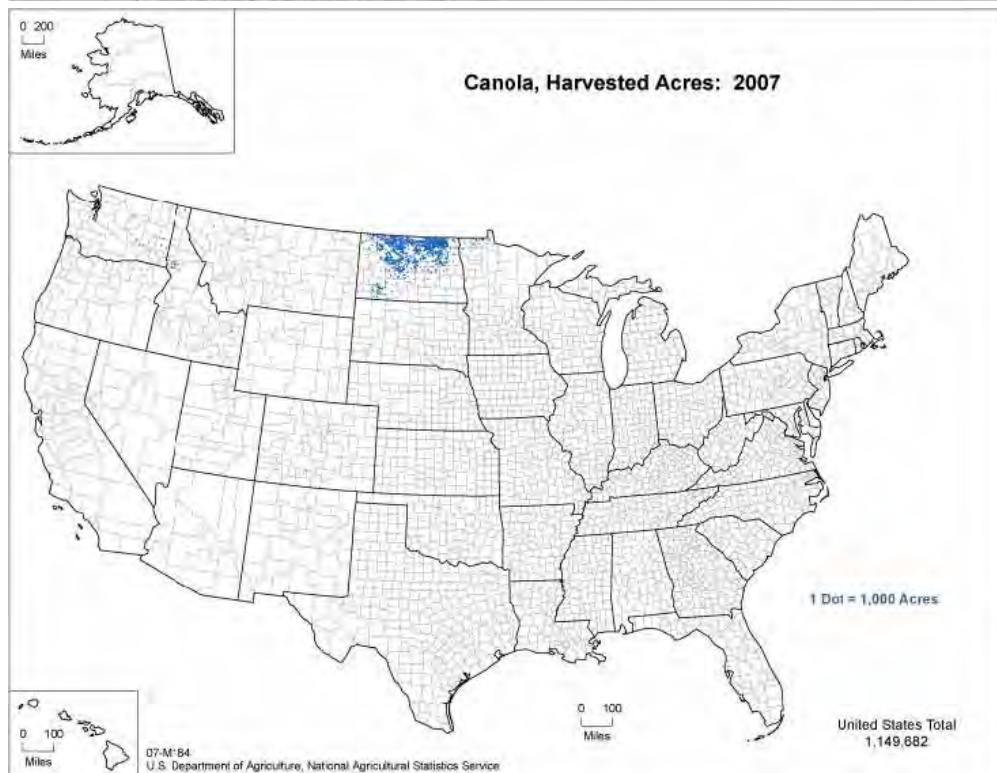 0 200
Miles
Canola, Harvested Acres: 2007
1 Dot = 1,000 Acres
0 100
Miles
United States Total
1,149,682
0 100
Miles
07-M'84
U.S. Department of Agriculture, National Agricultural Statistics Service